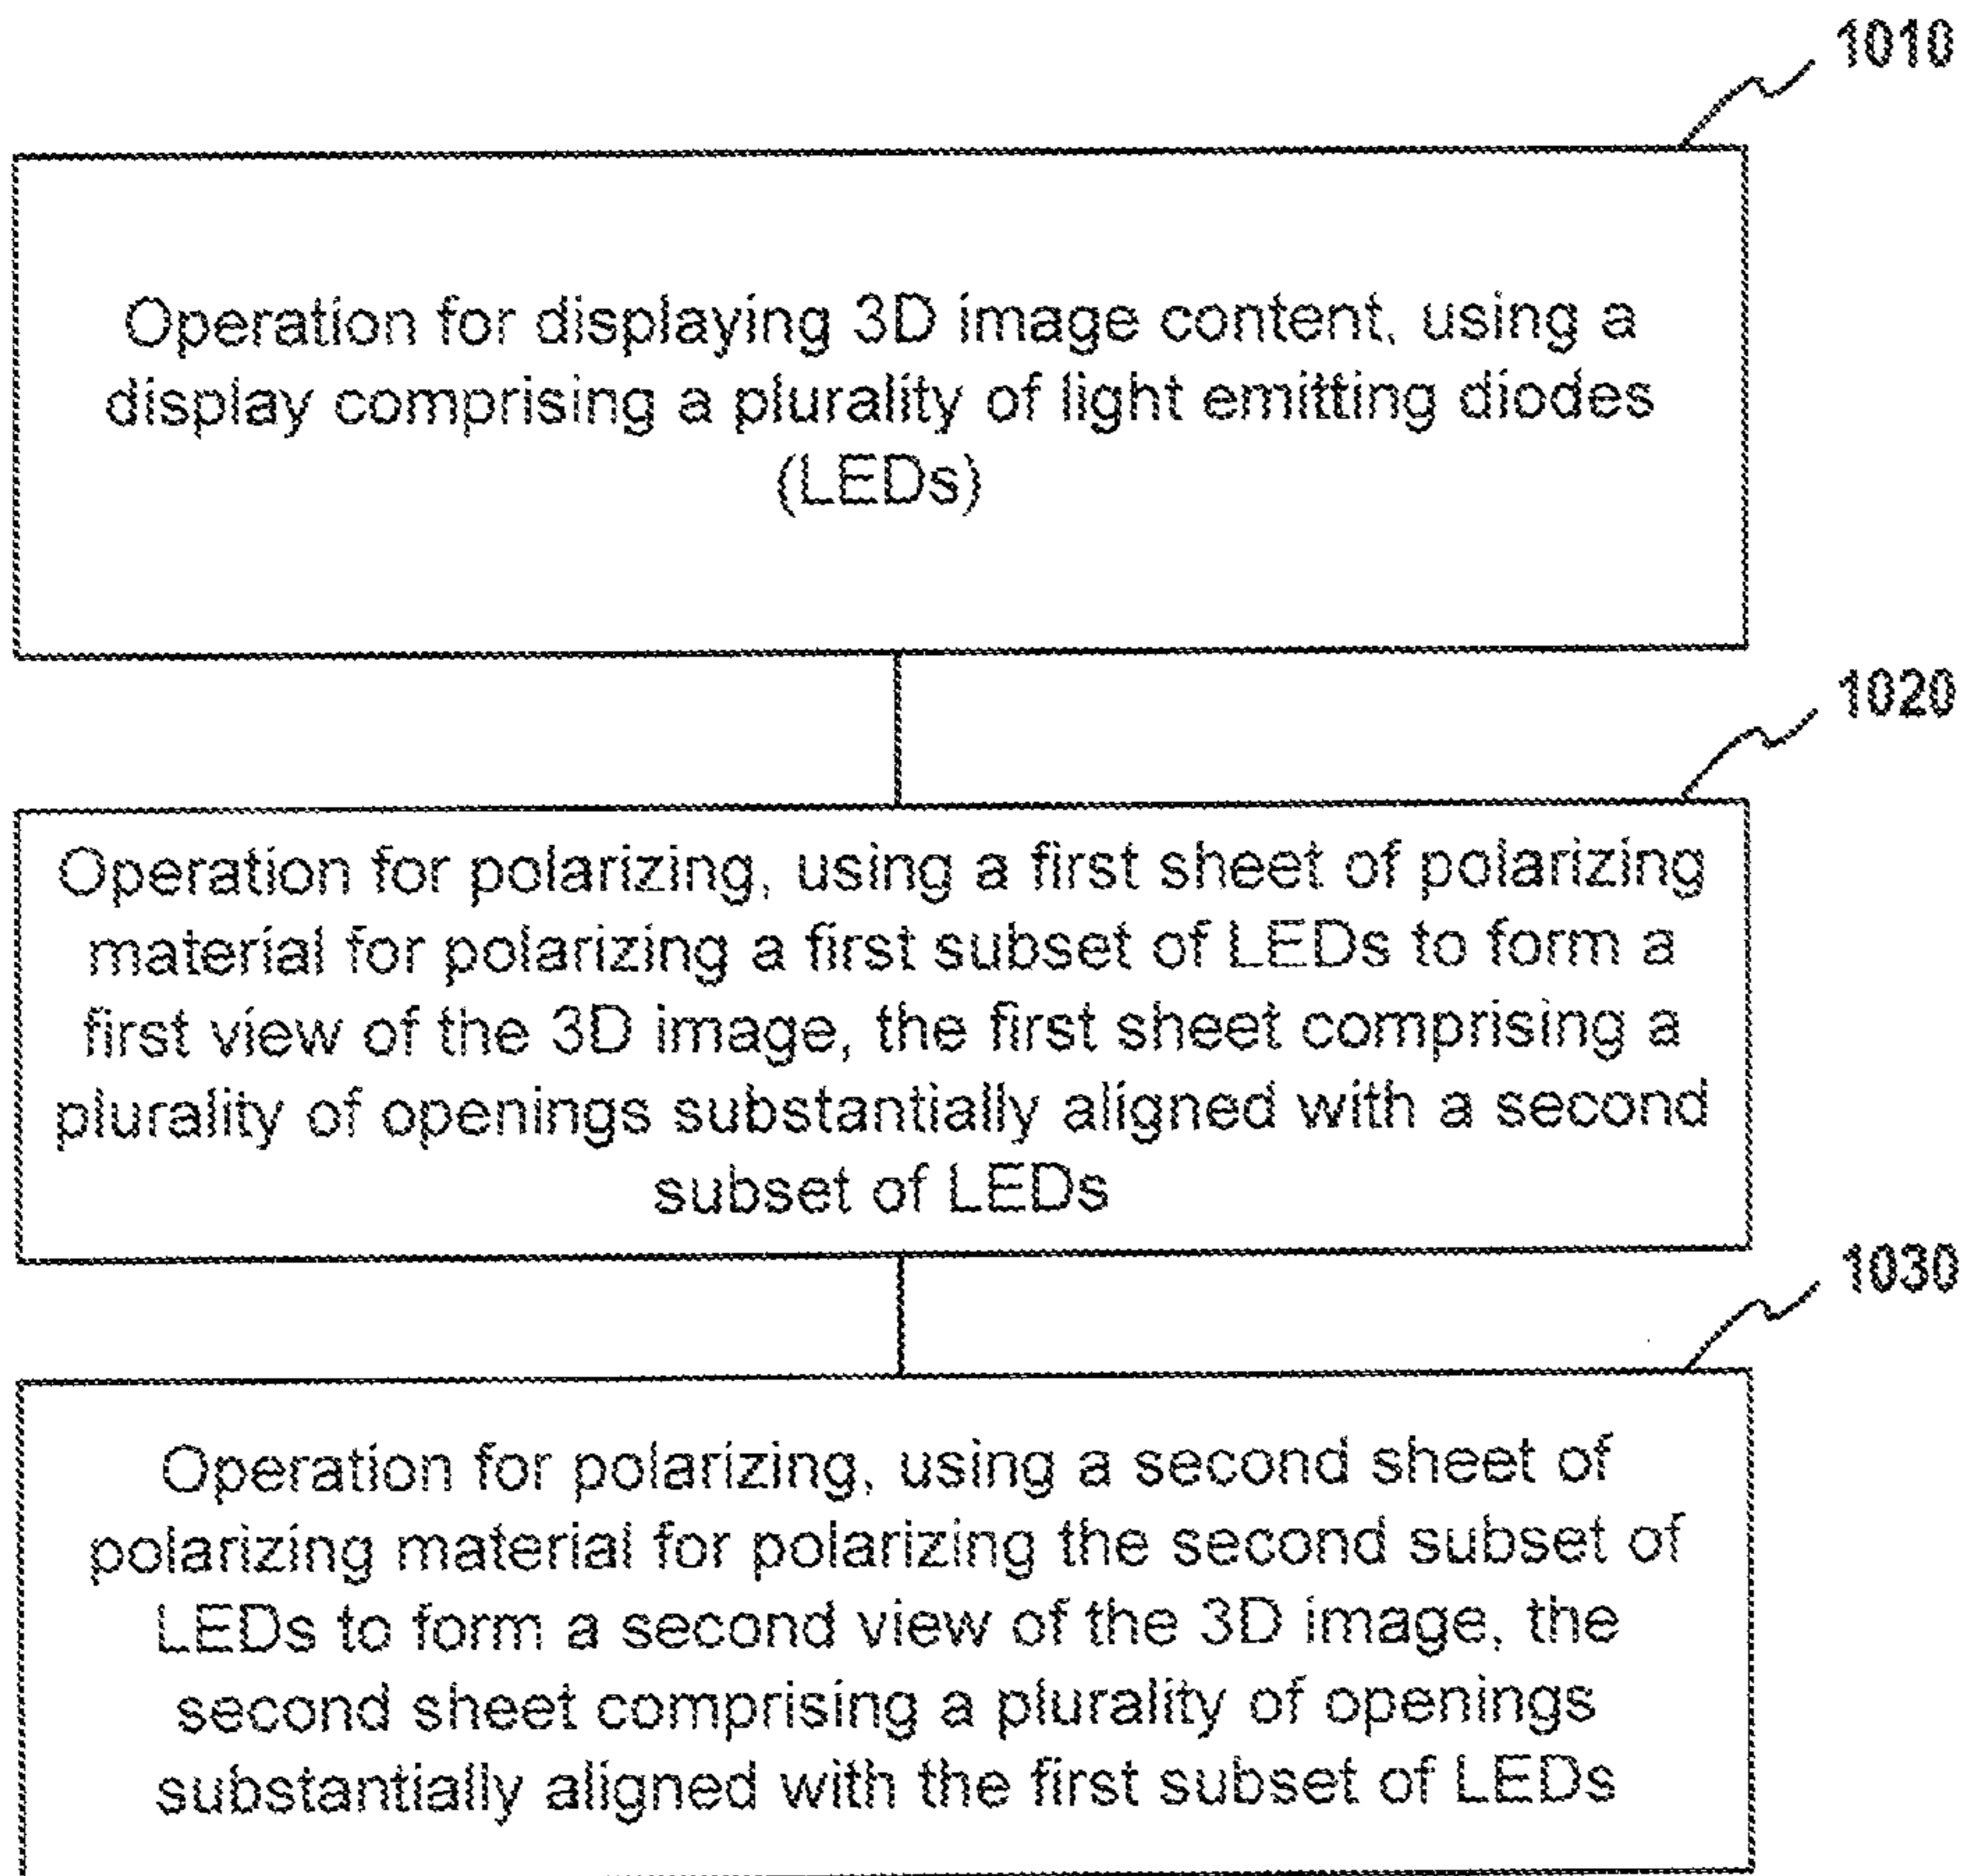 1010
Operation for displaying 3D image content, using a
display comprising a plurality of light emitting diodes
(LEDs)
1020
Operation for polarizing, using a first sheet of polarizing
material for polarizing a first subset of LEDs to form a
first view of the 3D image, the first sheet comprising a
plurality of openings substantially aligned with a second
subset of LEDs
1030
Operation for polarizing, using a second sheet of
polarizing material for polarizing the second subset of
LEDs to form a second view of the 3D image, the
second sheet comprising a plurality of openings
substantially aligned with the first subset of LEDs